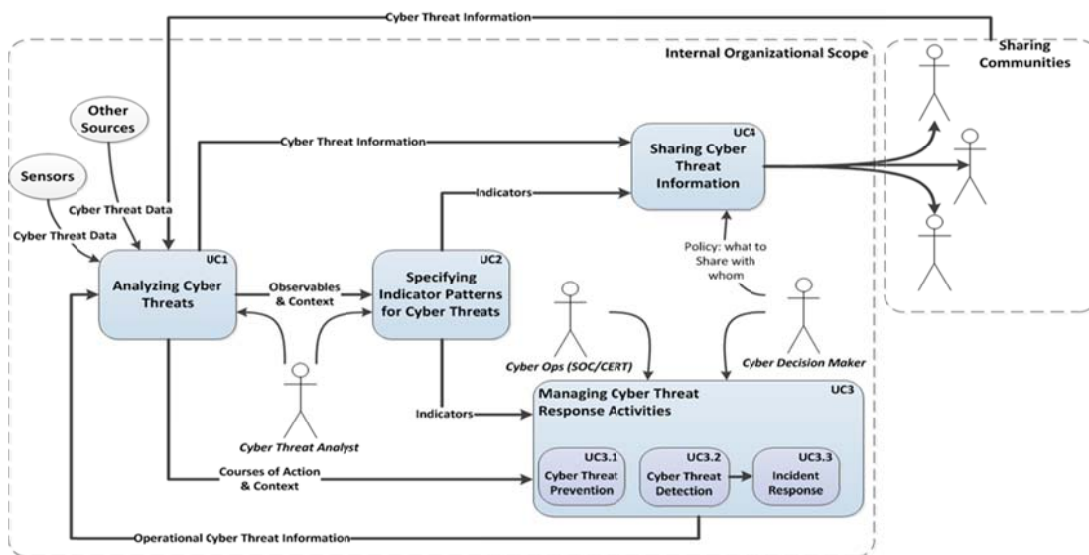 Cyber Threat Information
Internal Organizational Scope
Sharing
Communities
Other
Sources
Sensors
Cyber Threat Data
Cyber Threat Data
UC1
Analyzing Cyber
Threats
Cyber Threat Information
Indicators
UC4
Sharing Cyber
Threat
Information
Observables
& Context
UC2
Specifying
Indicator Patterns
for Cyber Threats
Policy: what to
Share with
whom
Cyber Threat Analyst
Cyber Ops (SOC/CERT)
Cyber Decision Maker
Indicators
Courses of Action
& Context
Managing Cyber Threat
Response Activities
UC3
UC3.1
Cyber Threat
Prevention
UC3.2
Cyber Threat
Detection
UC3.3
Incident
Response
Operational Cyber Threat Information